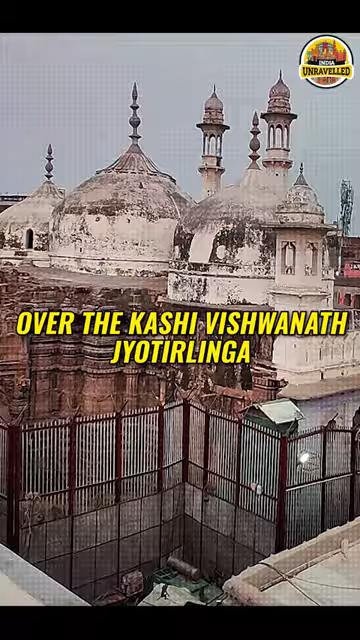 INDIA
UNRAVELLED
OVER THE KASHI VISHWANATH
JYOTIRLINGA